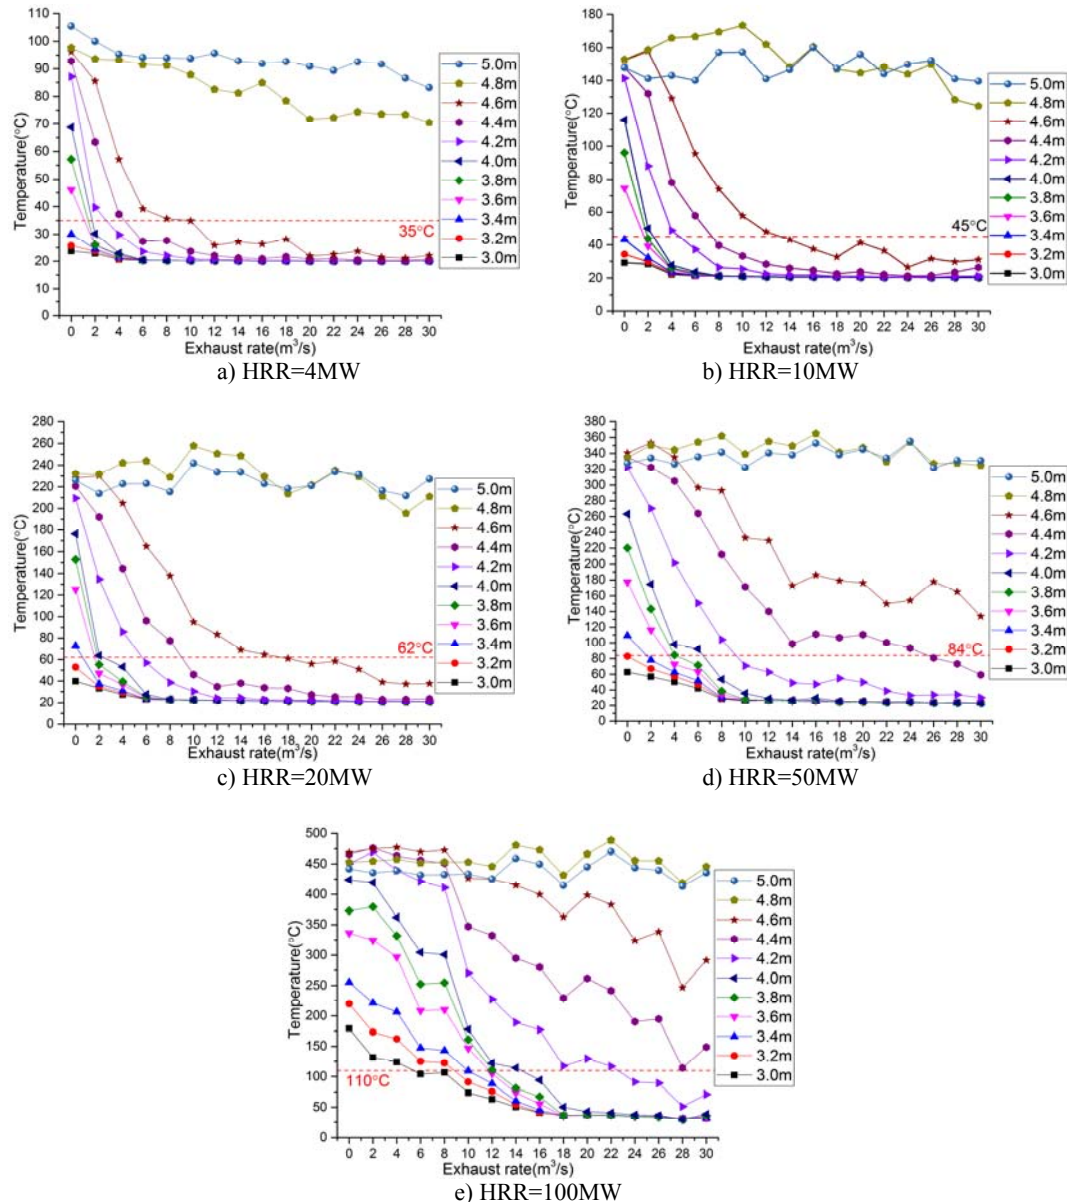 110
100
90
80
70
60
50
40
30
20
10
0
Temperature(°C)
35°C
5.0m
4.8m
4.6m
4.4m
4.2m
4.0m
3.8m
3.6m
3.4m
3.2m
3.0m
0 2 4 6 8 10 12 14 16 18 20 22 24 26 28 30
Exhaust rate(m³/s)
a) HRR=4MW
180
160
140
120
100
80
60
40
20
0
Temperature(°C)
45°C
5.0m
4.8m
4.6m
4.4m
4.2m
4.0m
3.8m
3.6m
3.4m
3.2m
3.0m
0 2 4 6 8 10 12 14 16 18 20 22 24 26 28 30
Exhaust rate(m³/s)
b) HRR=10MW
280
260
240
220
200
180
160
140
120
100
80
60
40
20
0
Temperature(°C)
62°C
5.0m
4.8m
4.6m
4.4m
4.2m
4.0m
3.8m
3.6m
3.4m
3.2m
3.0m
0 2 4 6 8 10 12 14 16 18 20 22 24 26 28 30
Exhaust rate(m³/s)
c) HRR=20MW
380
360
340
320
300
280
260
240
220
200
180
160
140
120
100
80
60
40
20
0
Temperature(°C)
84°C
5.0m
4.8m
4.6m
4.4m
4.2m
4.0m
3.8m
3.6m
3.4m
3.2m
3.0m
0 2 4 6 8 10 12 14 16 18 20 22 24 26 28 30
Exhaust rate(m³/s)
d) HRR=50MW
500
450
400
350
300
250
200
150
100
50
0
Temperature(°C)
110°C
5.0m
4.8m
4.6m
4.4m
4.2m
4.0m
3.8m
3.6m
3.4m
3.2m
3.0m
0 2 4 6 8 10 12 14 16 18 20 22 24 26 28 30
Exhaust rate(m³/s)
e) HRR=100MW